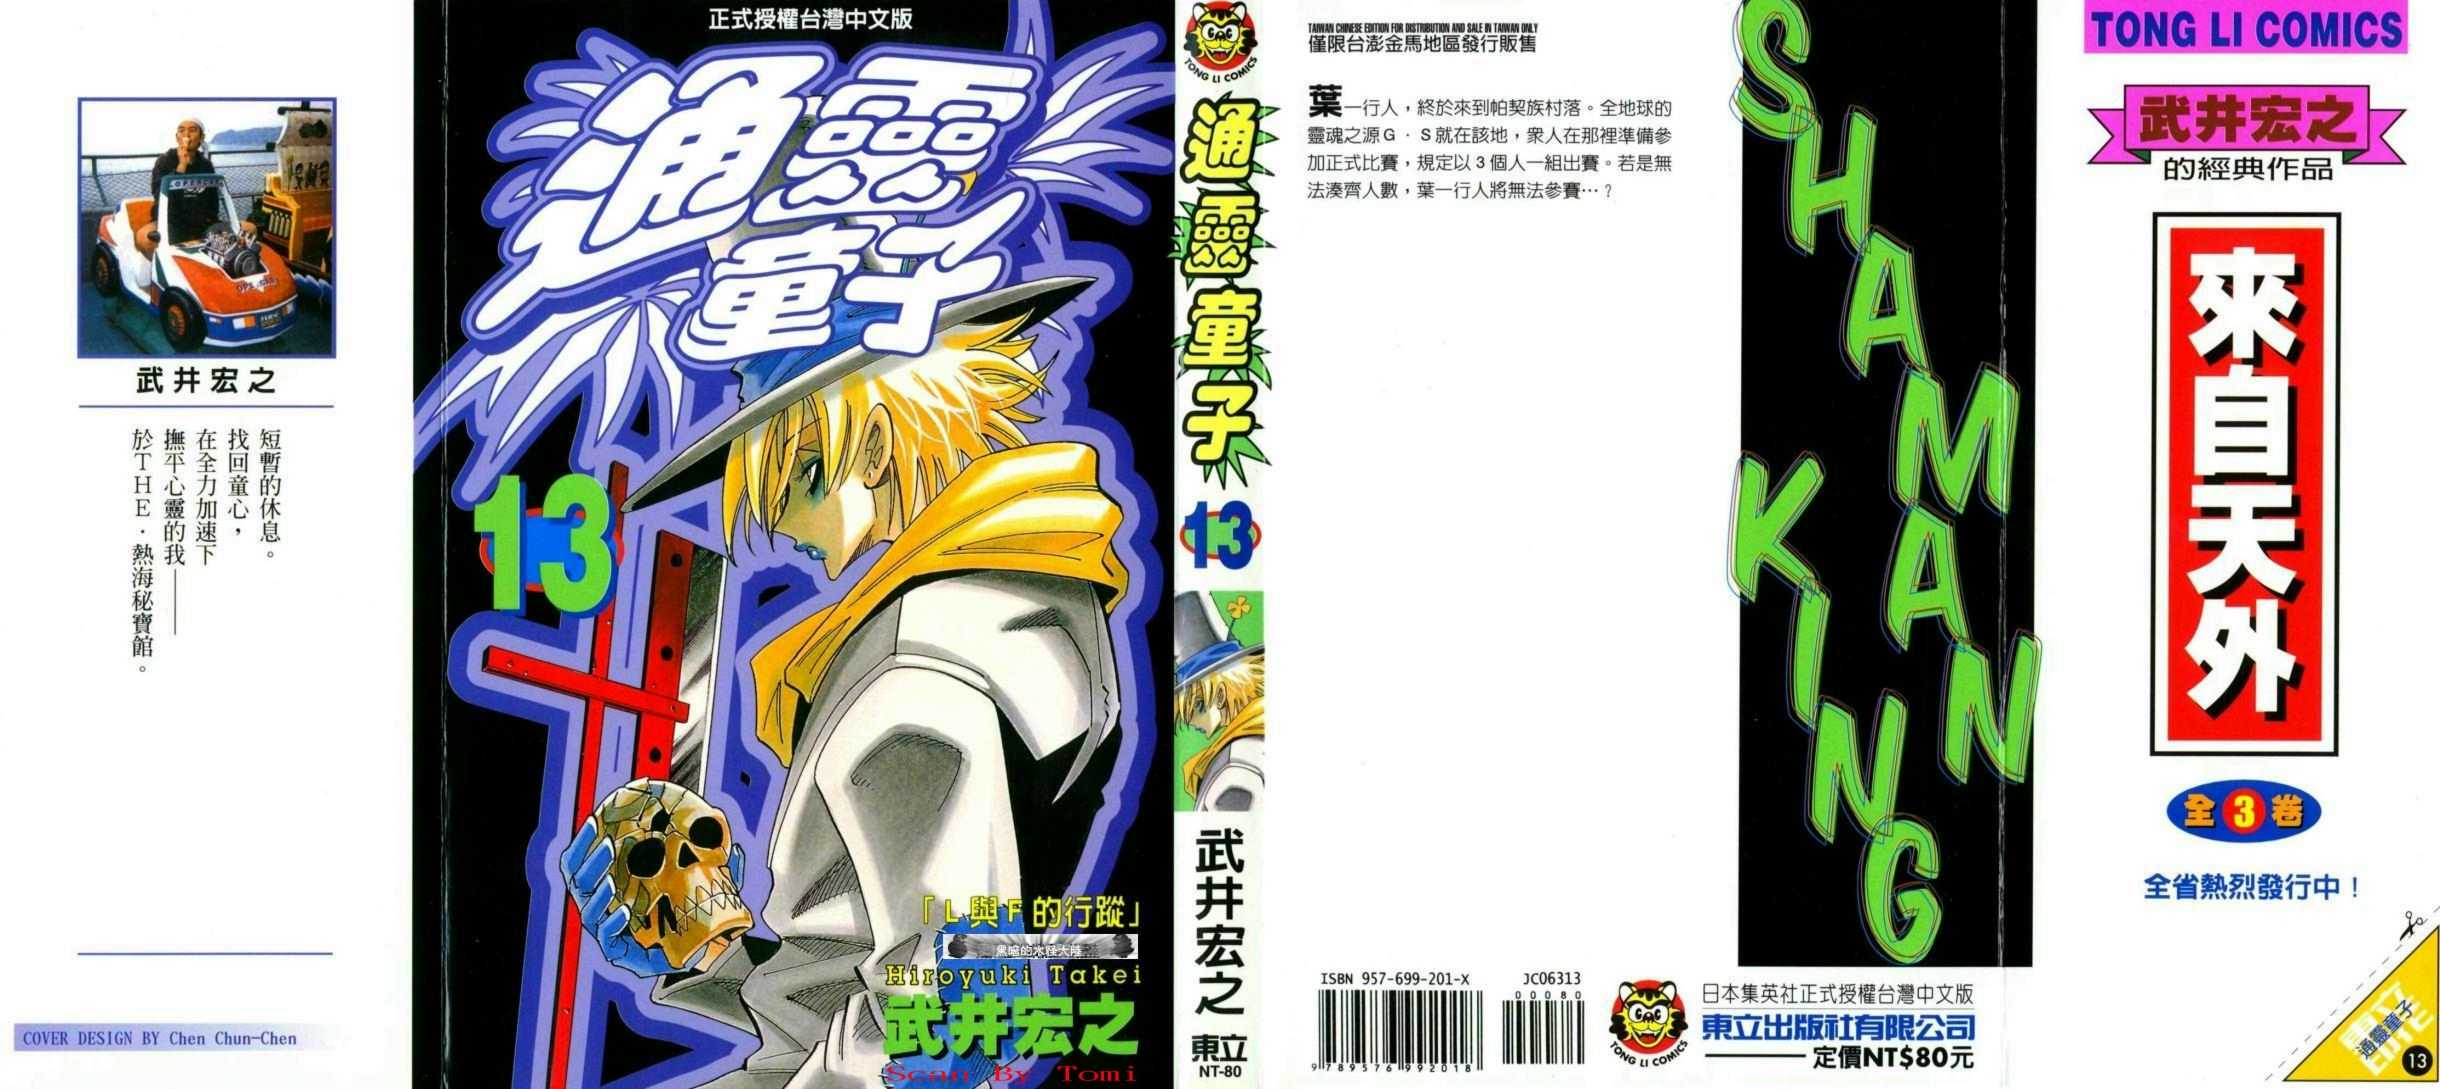 武井宏之
短暫的休息。
找回童心，
在全力加速下
撫平心靈的我——
於THE．熱海秘寶館。
COVER DESIGN BY Chen Chun-Chen
正式授權台灣中文版
通靈
童子
13
「L與F的行蹤」
黑暗的水怪大陸
Hiroyuki Takei
武井宏之
Scan By Tomi
TONG LI COMICS
通靈童子
13
武井宏之
東立
NT-80
TAIWAN CHINESE EDITION FOR DISTRIBUTION AND SALE IN TAIWAN ONLY
僅限台澎金馬地區發行販售
葉一行人，終於來到帕契族村落。全地球的
靈魂之源G．S就在該地，眾人在那裡準備參
加正式比賽，規定以3個人一組出賽。若是無
法湊齊人數，葉一行人將無法參賽…？
ISBN 957-699-201-X
JC06313
00080
9789576992018
TONG LI COMICS
日本集英社正式授權台灣中文版
東立出版社有限公司
定價NT$80元
SHAMAN
KING
TONG LI COMICS
武井宏之
的經典作品
來自天外
全3卷
全省熱烈發行中！
通靈童子
13